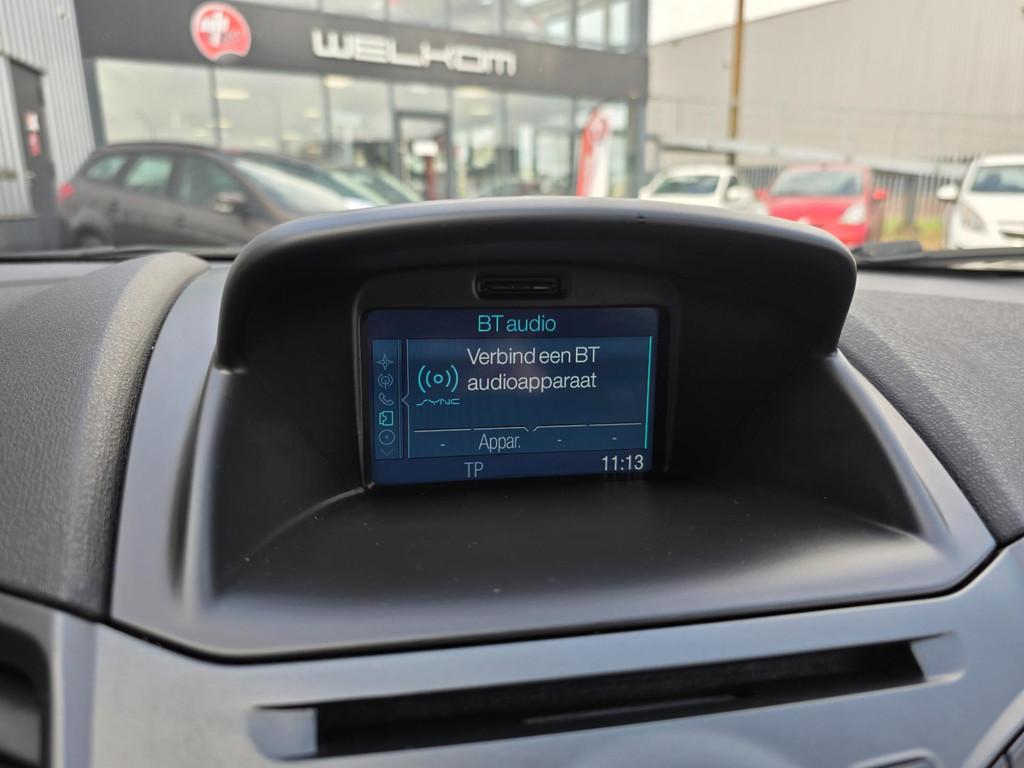 WELKOM
BT audio
Verbind een BT
audioapparaat
SYNC
- Appar. - -
TP 11:13